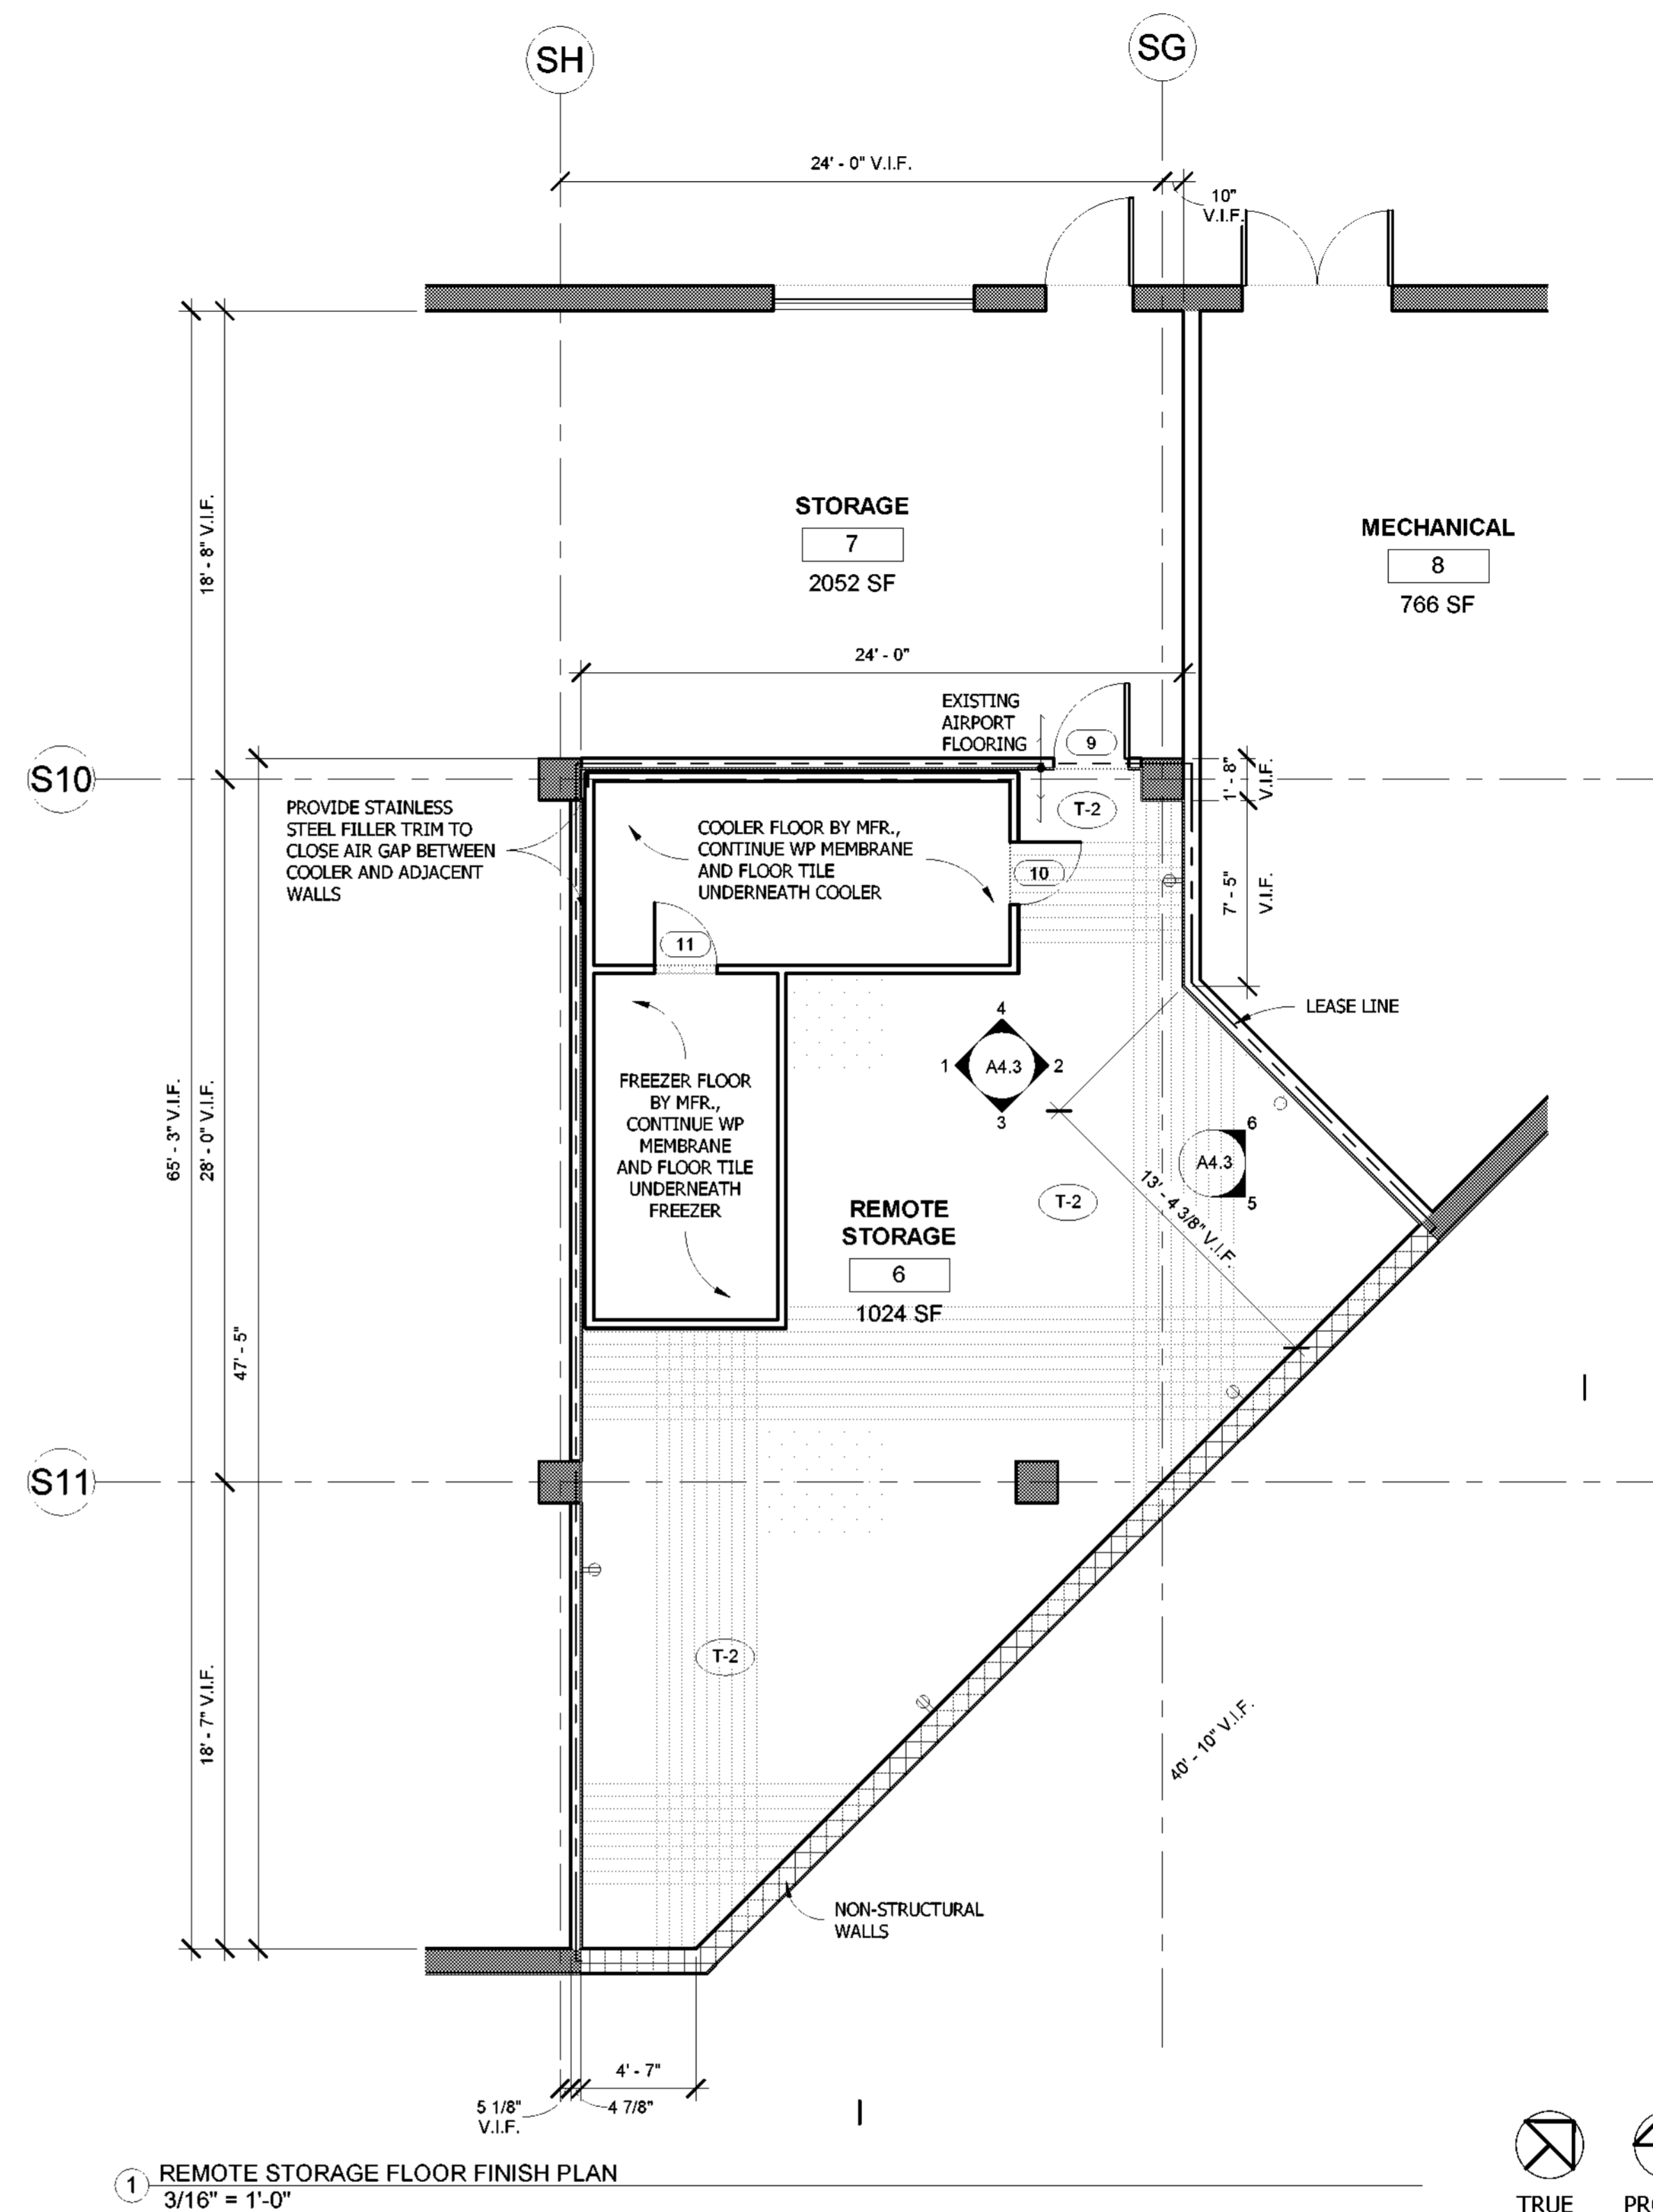 SH
SG
24' - 0" V.I.F.
10"
V.I.F.
18' - 8" V.I.F.
STORAGE
7
2052 SF
MECHANICAL
8
766 SF
24' - 0"
EXISTING
AIRPORT
FLOORING
9
S10
1' - 8"
V.I.F.
T-2
PROVIDE STAINLESS
STEEL FILLER TRIM TO
CLOSE AIR GAP BETWEEN
COOLER AND ADJACENT
WALLS
COOLER FLOOR BY MFR.,
CONTINUE WP MEMBRANE
AND FLOOR TILE
UNDERNEATH COOLER
10
7' - 5"
V.I.F.
11
LEASE LINE
4
1
A4.3
2
3
FREEZER FLOOR
BY MFR.,
CONTINUE WP
MEMBRANE
AND FLOOR TILE
UNDERNEATH
FREEZER
65' - 3" V.I.F.
28' - 0" V.I.F.
6
A4.3
5
13' - 4 3/8" V.I.F.
T-2
REMOTE
STORAGE
6
1024 SF
47' - 5"
S11
T-2
18' - 7" V.I.F.
40' - 10" V.I.F.
NON-STRUCTURAL
WALLS
4' - 7"
5 1/8"
V.I.F.
4 7/8"
1
REMOTE STORAGE FLOOR FINISH PLAN
3/16" = 1'-0"
TRUE